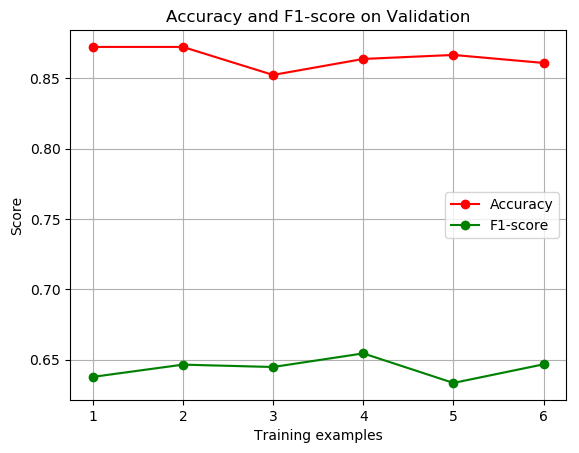 Accuracy and F1-score on Validation
0.85
0.80
0.75
0.70
0.65
Score
Accuracy
F1-score
1 2 3 4 5 6
Training examples